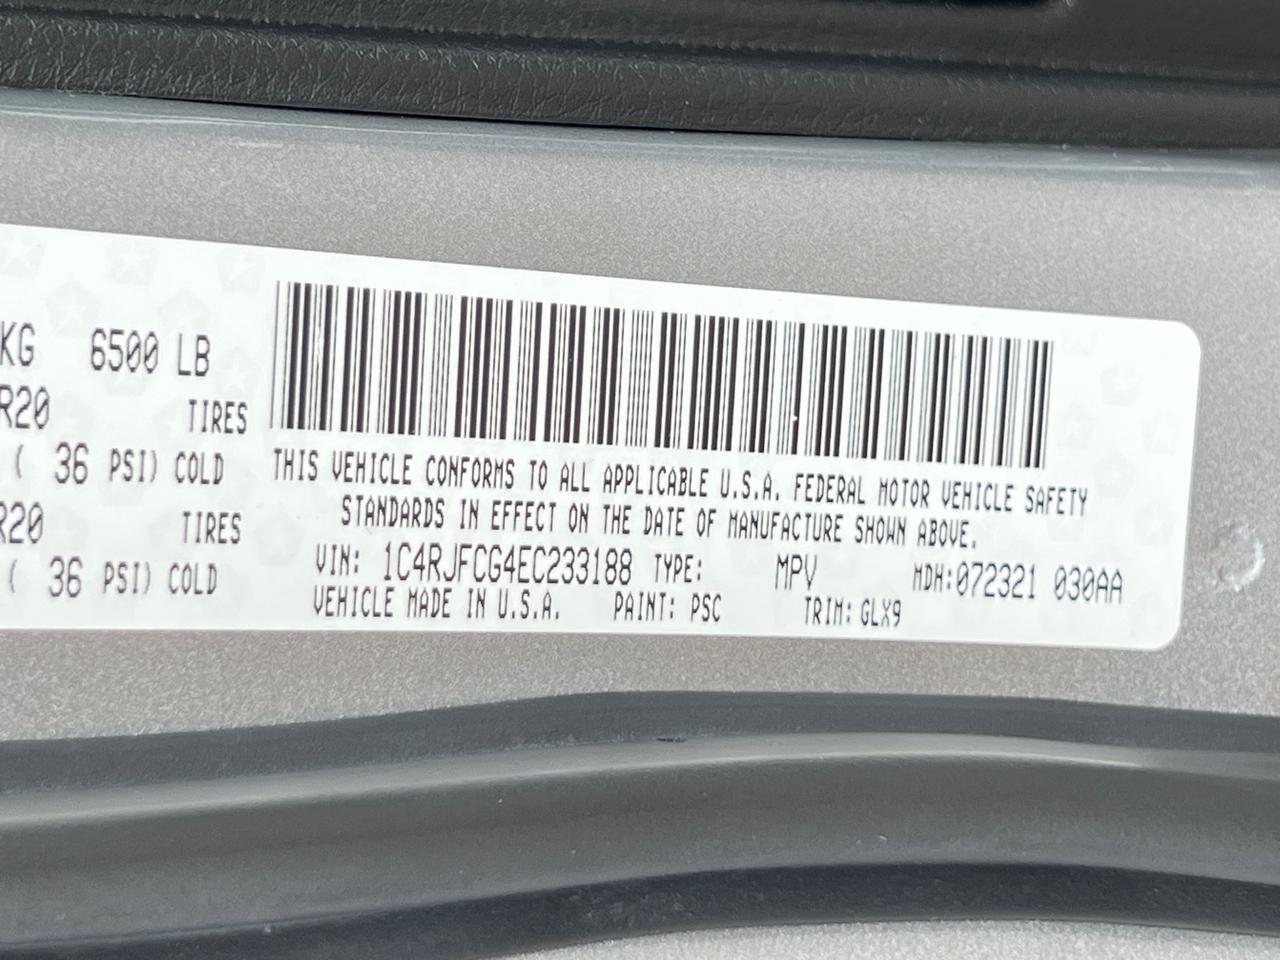 KG 6500 LB
R20 TIRES
( 36 PSI) COLD
R20 TIRES
( 36 PSI) COLD
THIS VEHICLE CONFORMS TO ALL APPLICABLE U.S.A. FEDERAL MOTOR VEHICLE SAFETY
STANDARDS IN EFFECT ON THE DATE OF MANUFACTURE SHOWN ABOVE.
VIN: 1C4RJFCG4EC233188 TYPE: MPV MDH:072321 030AA
VEHICLE MADE IN U.S.A. PAINT: PSC TRIM: GLX9